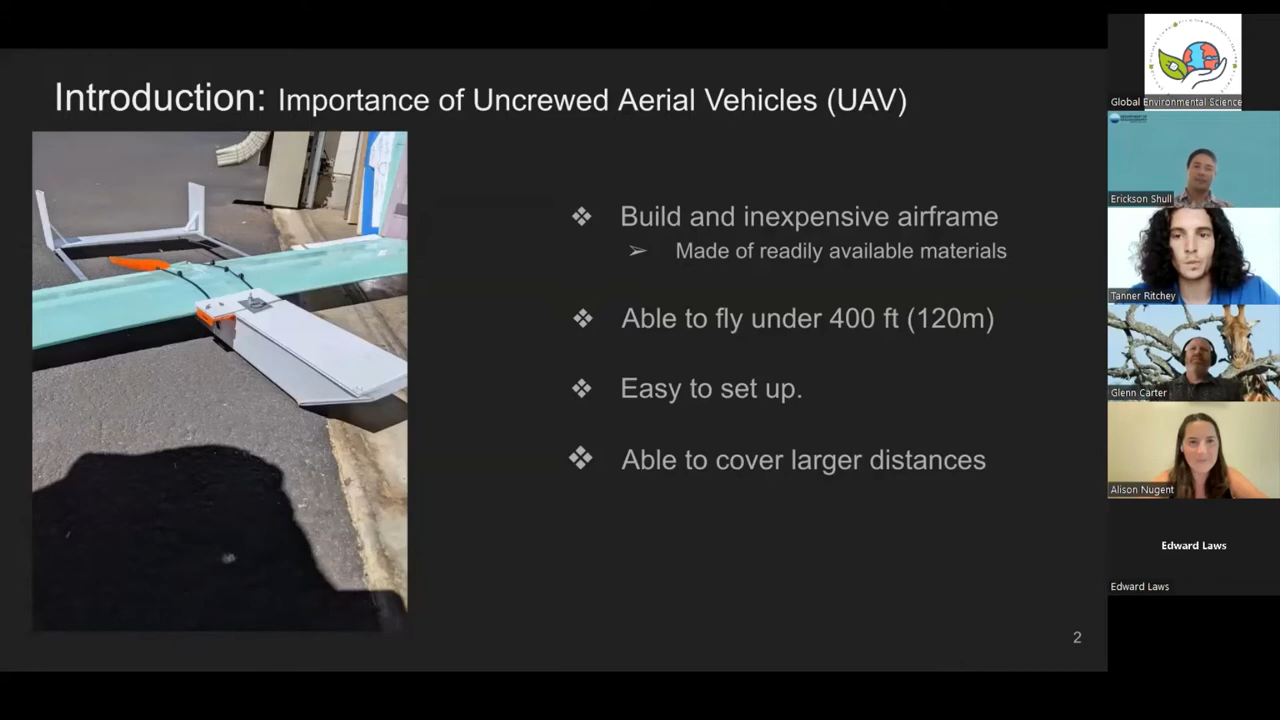 Introduction: Importance of Uncrewed Aerial Vehicles (UAV)
❖ Build and inexpensive airframe
➢ Made of readily available materials
❖ Able to fly under 400 ft (120m)
❖ Easy to set up.
❖ Able to cover larger distances
2
Global Environmental Science
Erickson Shull
Tanner Ritchey
Glenn Carter
Alison Nugent
Edward Laws
Edward Laws